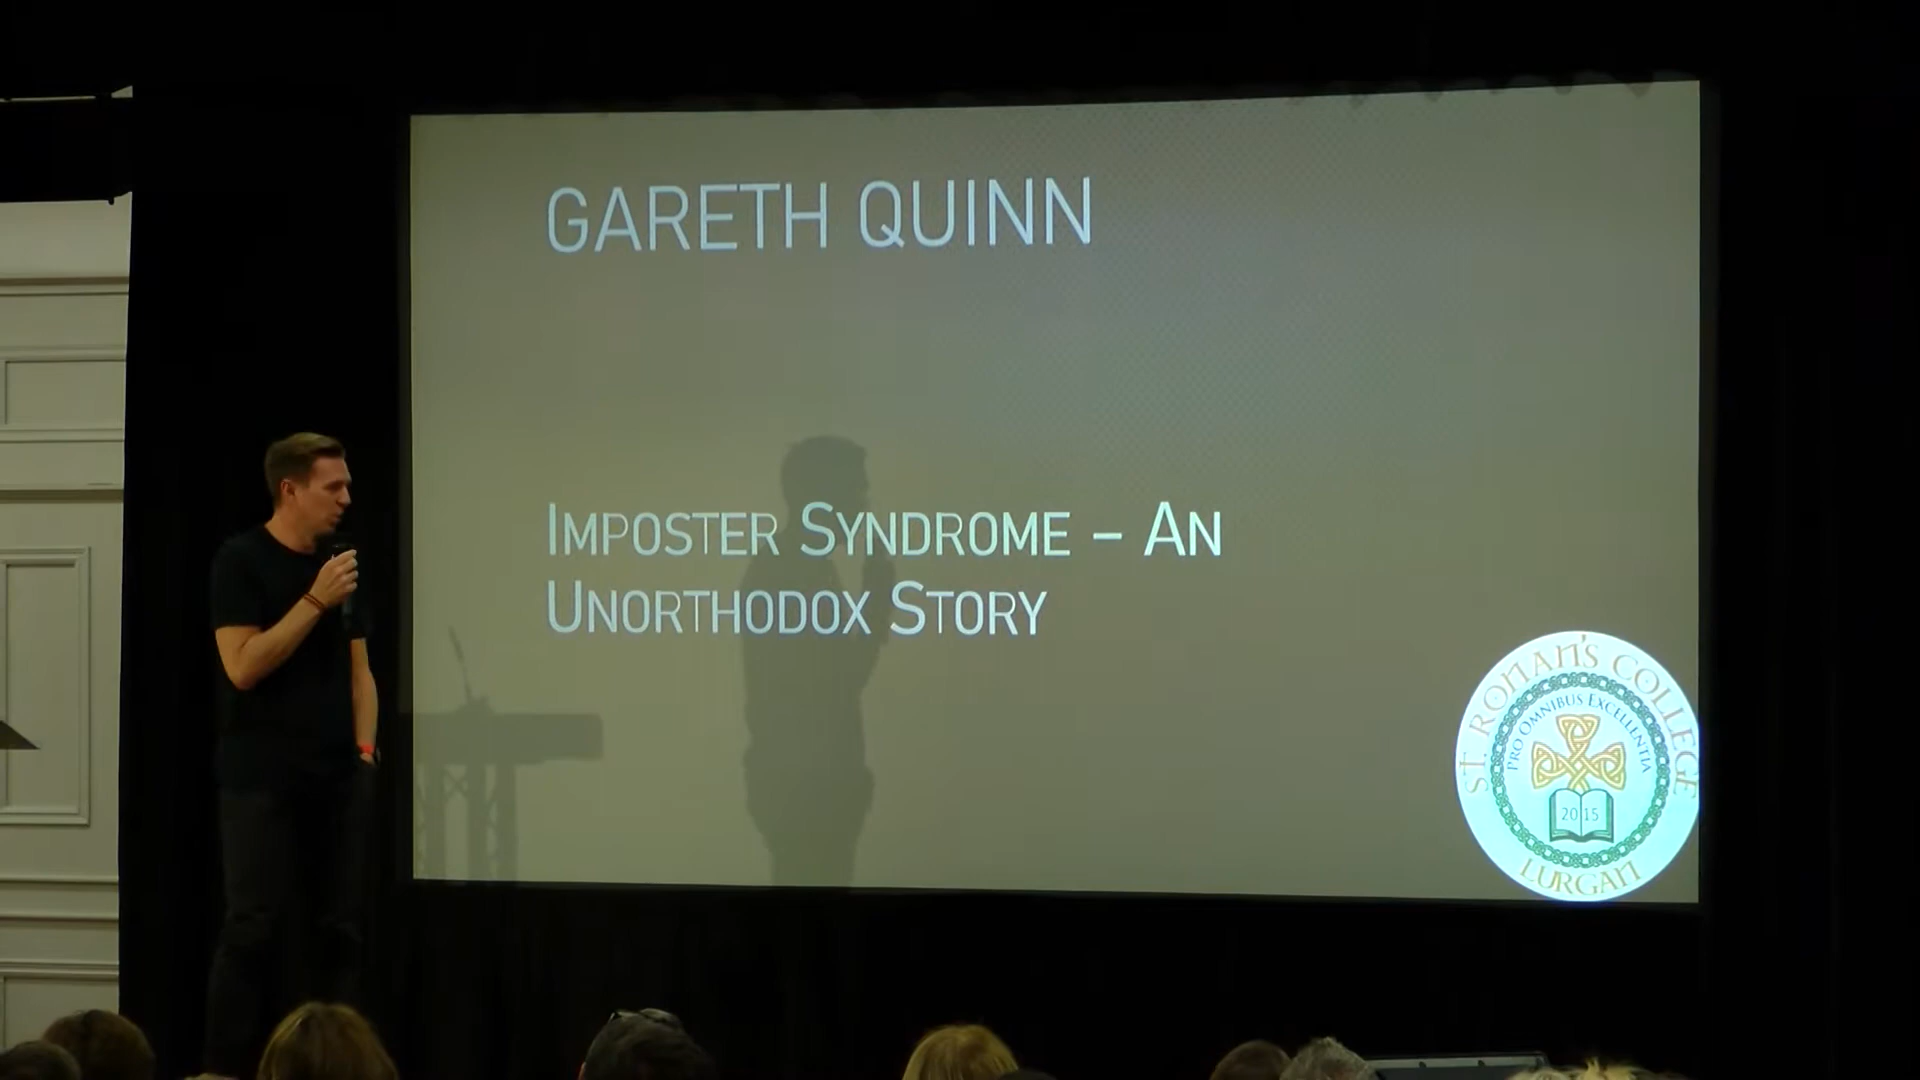 GARETH QUINN
IMPOSTER SYNDROME – AN
UNORTHODOX STORY
ST. RONAN'S COLLEGE
PRO OMNIBUS EXCELLENTIA
2015
LURGAN